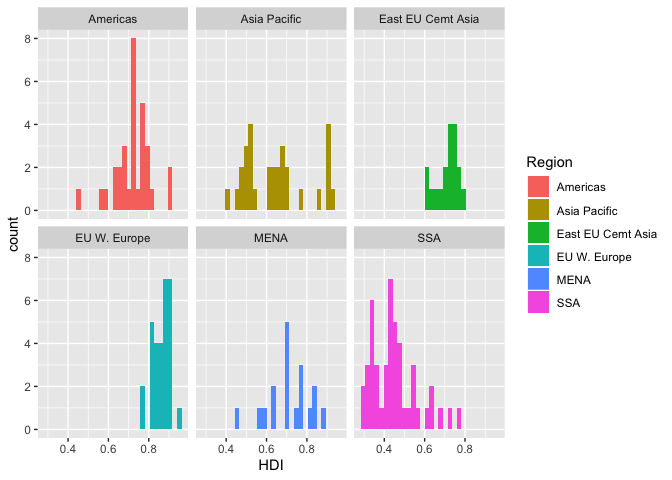 Americas
Asia Pacific
East EU Cemt Asia
8
6
4
2
0
EU W. Europe
MENA
SSA
8
6
4
2
0
0.4 0.6 0.8
0.4 0.6 0.8
0.4 0.6 0.8
HDI
count
Region
Americas
Asia Pacific
East EU Cemt Asia
EU W. Europe
MENA
SSA